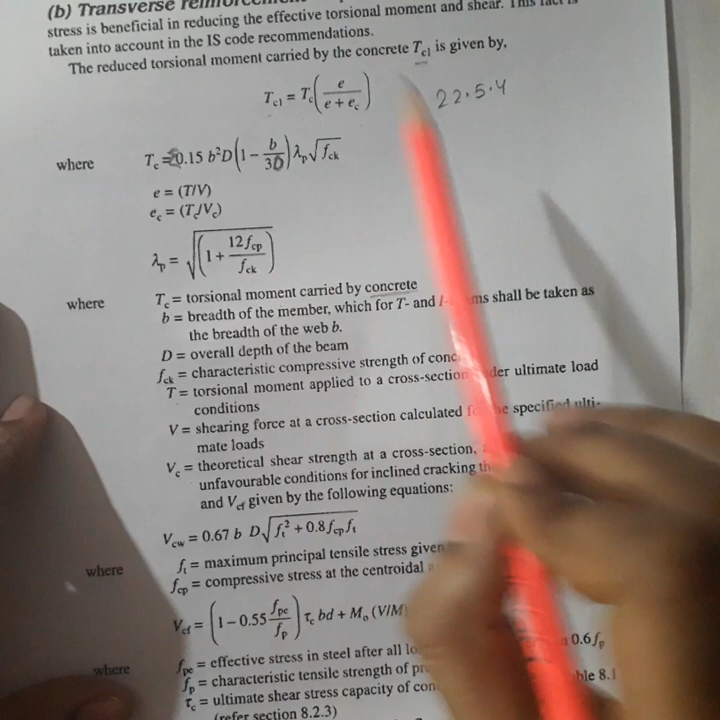 (b) Transverse
stress is beneficial in reducing the effective torsional moment and shear. This fact is
taken into account in the IS code recommendations.
The reduced torsional moment carried by the concrete T_c1 is given by,
T_c1 = T_c(e/(e + e_c))
22.5.4
where T_c = 0.15 b²D(1 − b/3D)λ_p√f_ck
e = (T/V)
e_c = (T_c/V_c)
λ_p = √(1 + 12f_cp/f_ck)
where T_c = torsional moment carried by concrete
b = breadth of the member, which for T- and I- ms shall be taken as
the breadth of the web b.
D = overall depth of the beam
f_ck = characteristic compressive strength of conc
T = torsional moment applied to a cross-section der ultimate load
conditions
V = shearing force at a cross-section calculated f e specified ulti-
mate loads
V_c = theoretical shear strength at a cross-section,
unfavourable conditions for inclined cracking th
and V_cf given by the following equations:
V_cw = 0.67 b D√(f_t² + 0.8f_cp f_t)
where f_t = maximum principal tensile stress given
f_cp = compressive stress at the centroidal
V_cf = (1 − 0.55 f_pe/f_p) τ_c bd + M_o (V/M)
where f_pe = effective stress in steel after all lo 0.6f_p
f_p = characteristic tensile strength of pr ble 8.1
τ_c = ultimate shear stress capacity of con
(refer section 8.2.3)